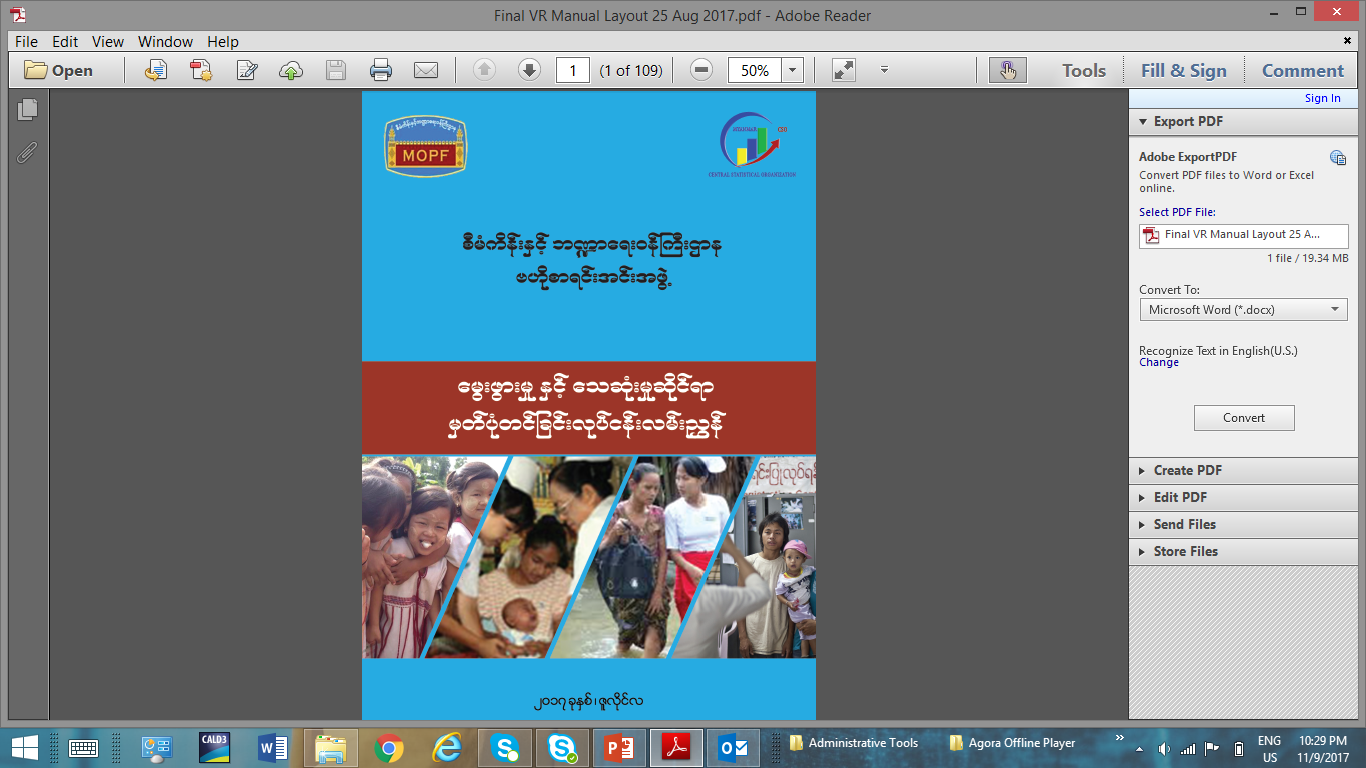 Final VR Manual Layout 25 Aug 2017.pdf - Adobe Reader
File Edit View Window Help
Open 1 (1 of 109) 50% Tools Fill & Sign Comment
Sign In
Export PDF
Adobe ExportPDF
Convert PDF files to Word or Excel
online.
Select PDF File:
Final VR Manual Layout 25 A...
1 file / 19.34 MB
Convert To:
Microsoft Word (*.docx)
Recognize Text in English(U.S.)
Change
Convert
Create PDF
Edit PDF
Send Files
Store Files
MOPF
CSO
CENTRAL STATISTICAL ORGANIZATION
စီမံကိန်းနှင့် ဘဏ္ဍာရေးဝန်ကြီးဌာန
ဗဟိုစာရင်းအင်းအဖွဲ့
မွေးဖွားမှု နှင့် သေဆုံးမှုဆိုင်ရာ
မှတ်ပုံတင်ခြင်းလုပ်ငန်းလမ်းညွှန်
၂၀၁၇ ခုနှစ်၊ ဇူလိုင်လ
CALD3
Administrative Tools
Agora Offline Player
ENG
US
10:29 PM
11/9/2017